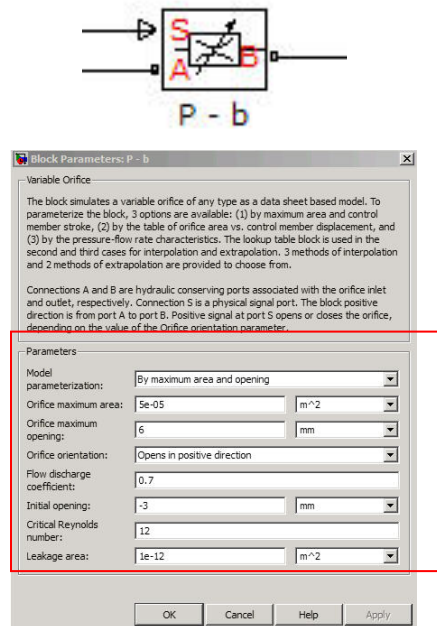 S
A
B
P - b
Block Parameters: P - b
Variable Orifice
The block simulates a variable orifice of any type as a data sheet based model. To
parameterize the block, 3 options are available: (1) by maximum area and control
member stroke, (2) by the table of orifice area vs. control member displacement, and
(3) by the pressure-flow rate characteristics. The lookup table block is used in the
second and third cases for interpolation and extrapolation. 3 methods of interpolation
and 2 methods of extrapolation are provided to choose from.
Connections A and B are hydraulic conserving ports associated with the orifice inlet
and outlet, respectively. Connection S is a physical signal port. The block positive
direction is from port A to port B. Positive signal at port S opens or closes the orifice,
depending on the value of the Orifice orientation parameter.
Parameters
Model
parameterization: By maximum area and opening
Orifice maximum area: 5e-05 m^2
Orifice maximum
opening: 6 mm
Orifice orientation: Opens in positive direction
Flow discharge
coefficient: 0.7
Initial opening: -3 mm
Critical Reynolds
number: 12
Leakage area: 1e-12 m^2
OK Cancel Help Apply